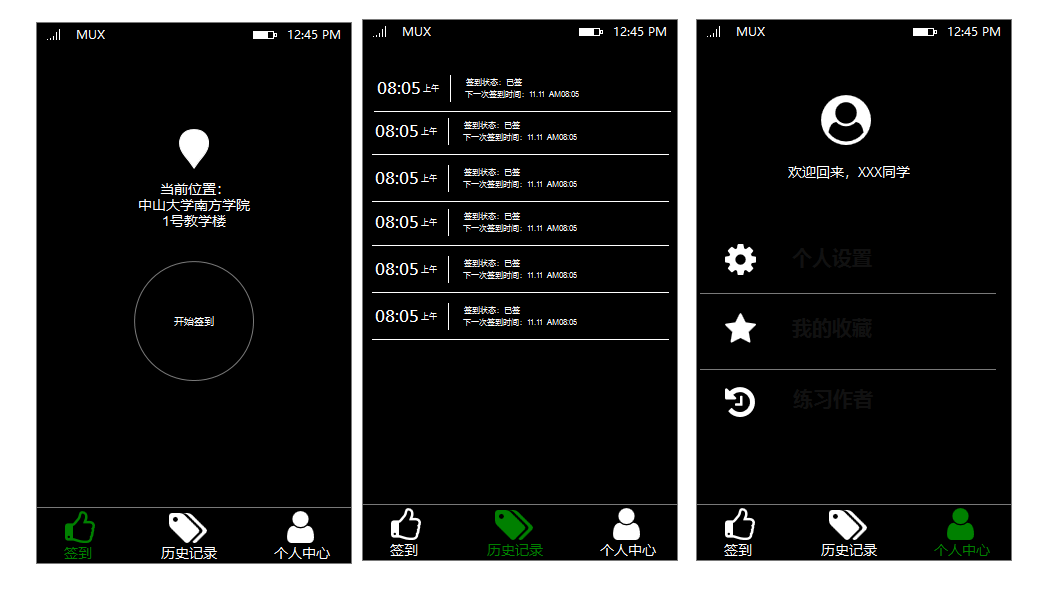 MUX 12:45 PM
当前位置：
中山大学南方学院
1号教学楼
开始签到
签到 历史记录 个人中心
MUX 12:45 PM
08:05 上午 签到状态：已签
下一次签到时间：11.11 AM08:05
08:05 上午 签到状态：已签
下一次签到时间：11.11 AM08:05
08:05 上午 签到状态：已签
下一次签到时间：11.11 AM08:05
08:05 上午 签到状态：已签
下一次签到时间：11.11 AM08:05
08:05 上午 签到状态：已签
下一次签到时间：11.11 AM08:05
08:05 上午 签到状态：已签
下一次签到时间：11.11 AM08:05
签到 历史记录 个人中心
MUX 12:45 PM
欢迎回来，XXX同学
个人设置
我的收藏
练习作者
签到 历史记录 个人中心